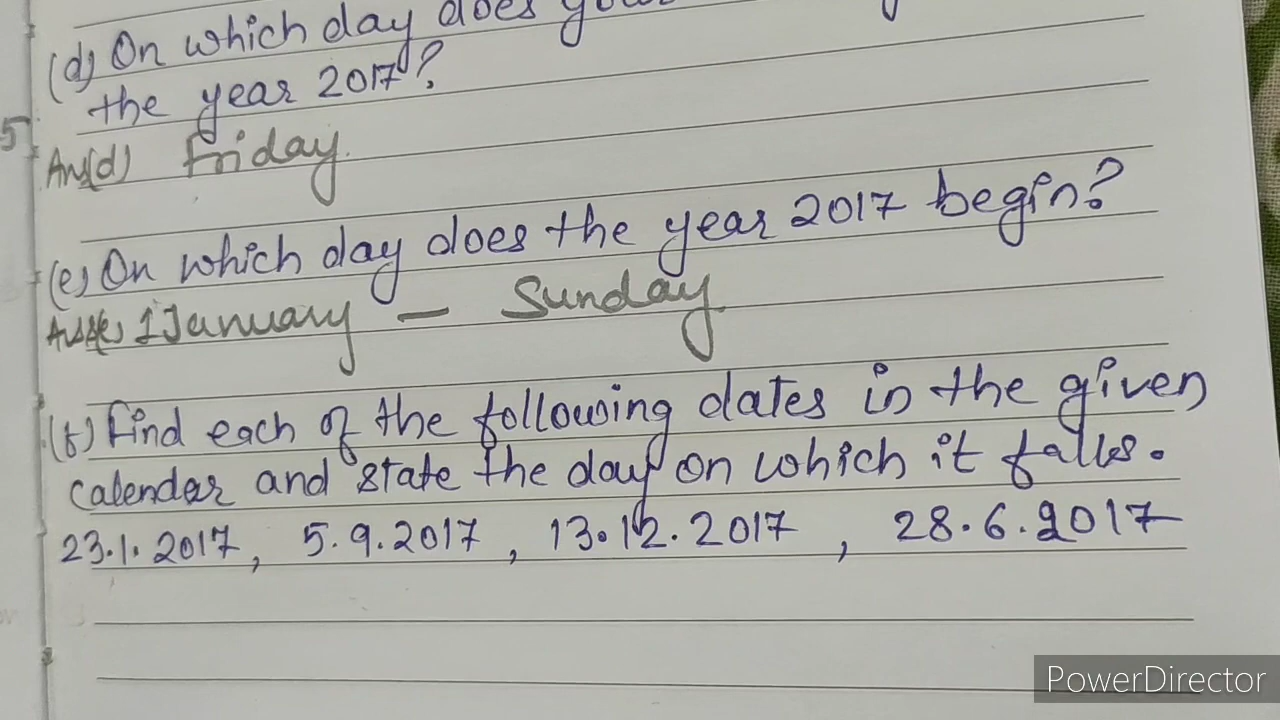 (d) On which day does your
the year 2017?
Ans(d) Friday.
5
(e) On which day does the year 2017 begin?
Ans(e) 1 January — Sunday
(f) Find each of the following dates in the given
calendar and state the day on which it falls.
23.1.2017, 5.9.2017, 13.12.2017, 28.6.2017
PowerDirector